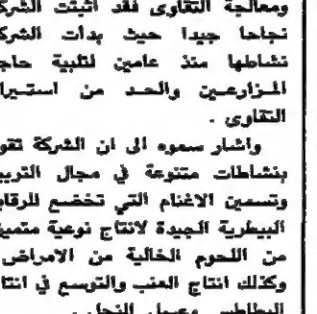 ومعالجة التقاوى فقد اثبتت الشركة
نجاحا جيدا حيث بدأت الشركة
نشاطها منذ عامين لتلبية حاجة
المزارعين والحد من استيراد
التقاوى .
واشار سموه الى ان الشركة تقوم
بنشاطات متنوعة في مجال التربية
وتسمين الاغنام التي تخضع للرقابة
البيطرية الجيدة لانتاج نوعية متميزة
من اللحوم الخالية من الامراض
وكذلك انتاج العنب والتوسع في انتاج
البطاطس وعسل النحل .